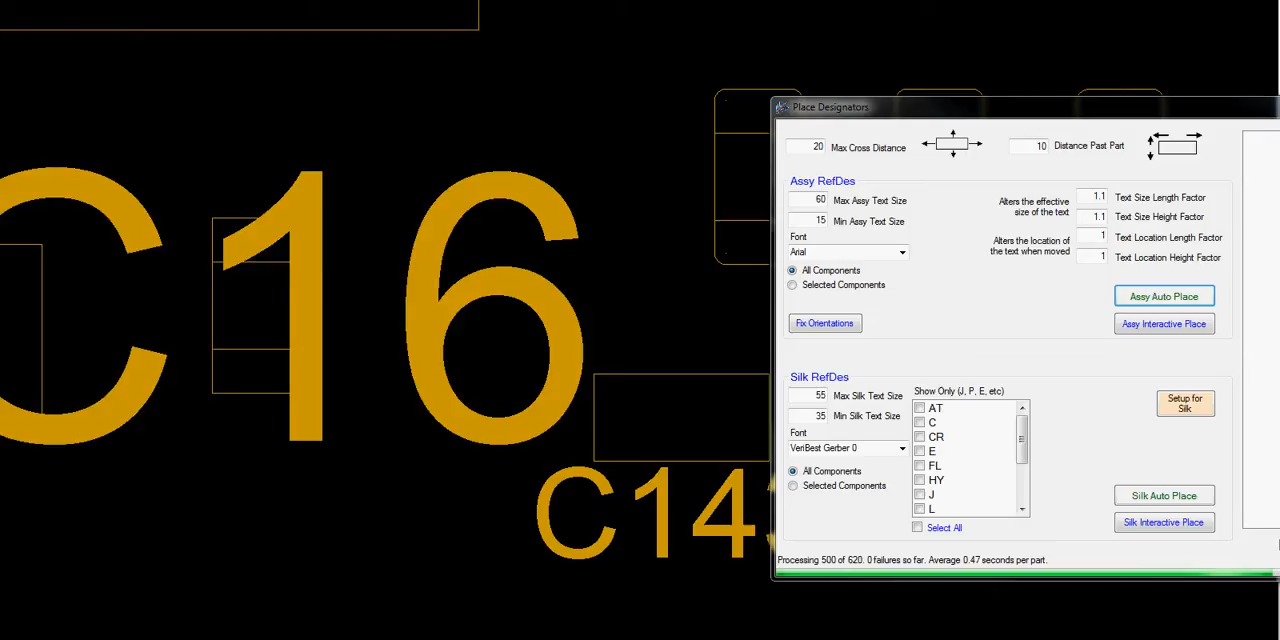 C16
C14
Place Designators
20 Max Cross Distance
10 Distance Past Part
Assy RefDes
60 Max Assy Text Size
15 Min Assy Text Size
Font
Arial
All Components
Selected Components
Fix Orientations
Alters the effective
size of the text
Alters the location of
the text when moved
1.1 Text Size Length Factor
1.1 Text Size Height Factor
1 Text Location Length Factor
1 Text Location Height Factor
Assy Auto Place
Assy Interactive Place
Silk RefDes
55 Max Silk Text Size
35 Min Silk Text Size
Font
VeriBest Gerber 0
All Components
Selected Components
Show Only (J, P, E, etc)
AT
C
CR
E
FL
HY
J
L
Select All
Setup for
Silk
Silk Auto Place
Silk Interactive Place
Processing 500 of 620. 0 failures so far. Average 0.47 seconds per part.